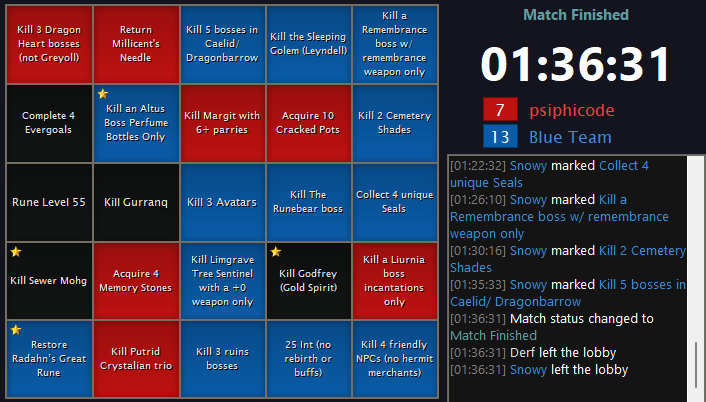 Kill 3 Dragon
Heart bosses
(not Greyoll)
Return
Millicent's
Needle
Kill 5 bosses in
Caelid/
Dragonbarrow
Kill the Sleeping
Golem (Leyndell)
Kill a
Remembrance
boss w/
remembrance
weapon only
Complete 4
Evergoals
Kill an Altus
Boss Perfume
Bottles Only
Kill Margit with
6+ parries
Acquire 10
Cracked Pots
Kill 2 Cemetery
Shades
Rune Level 55
Kill Gurranq
Kill 3 Avatars
Kill The
Runebear boss
Collect 4 unique
Seals
Kill Sewer Mohg
Acquire 4
Memory Stones
Kill Limgrave
Tree Sentinel
with a +0
weapon only
Kill Godfrey
(Gold Spirit)
Kill a Liurnia
boss
incantations
only
Restore
Radahn's Great
Rune
Kill Putrid
Crystalian trio
Kill 3 ruins
bosses
25 Int (no
rebirth or
buffs)
Kill 4 friendly
NPCs (no hermit
merchants)
Match Finished
01:36:31
7 psiphicode
13 Blue Team
[01:22:32] Snowy marked Collect 4
unique Seals
[01:26:10] Snowy marked Kill a
Remembrance boss w/ remembrance
weapon only
[01:30:16] Snowy marked Kill 2 Cemetery
Shades
[01:35:33] Snowy marked Kill 5 bosses in
Caelid/ Dragonbarrow
[01:36:31] Match status changed to
Match Finished
[01:36:31] Derf left the lobby
[01:36:31] Snowy left the lobby